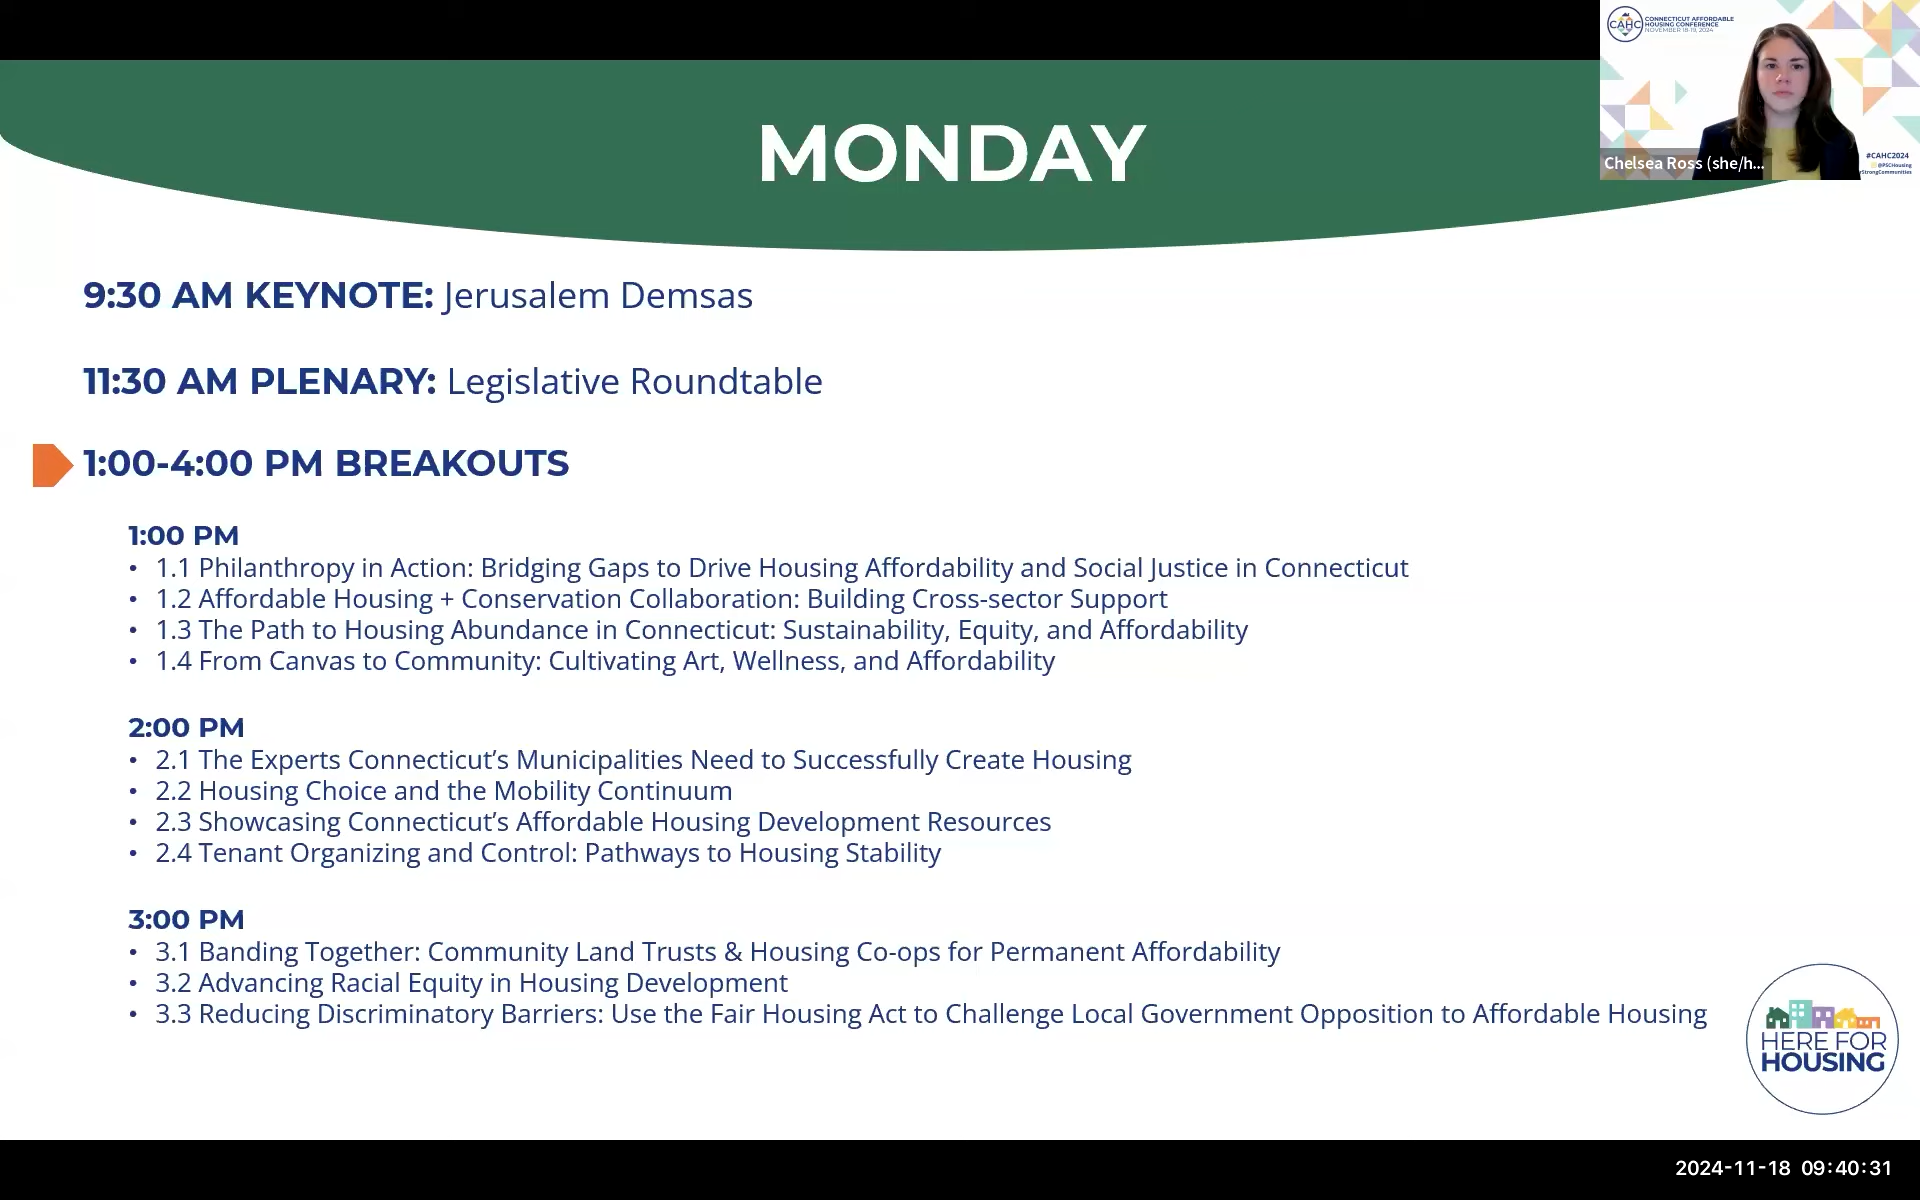 CAHC
CONNECTICUT AFFORDABLE
HOUSING CONFERENCE
NOVEMBER 18-19, 2024
MONDAY
#CAHC2024
@PSCHousing
Chelsea Ross (she/h...
9:30 AM KEYNOTE: Jerusalem Demsas
11:30 AM PLENARY: Legislative Roundtable
1:00-4:00 PM BREAKOUTS
1:00 PM
• 1.1 Philanthropy in Action: Bridging Gaps to Drive Housing Affordability and Social Justice in Connecticut
• 1.2 Affordable Housing + Conservation Collaboration: Building Cross-sector Support
• 1.3 The Path to Housing Abundance in Connecticut: Sustainability, Equity, and Affordability
• 1.4 From Canvas to Community: Cultivating Art, Wellness, and Affordability
2:00 PM
• 2.1 The Experts Connecticut’s Municipalities Need to Successfully Create Housing
• 2.2 Housing Choice and the Mobility Continuum
• 2.3 Showcasing Connecticut’s Affordable Housing Development Resources
• 2.4 Tenant Organizing and Control: Pathways to Housing Stability
3:00 PM
• 3.1 Banding Together: Community Land Trusts & Housing Co-ops for Permanent Affordability
• 3.2 Advancing Racial Equity in Housing Development
• 3.3 Reducing Discriminatory Barriers: Use the Fair Housing Act to Challenge Local Government Opposition to Affordable Housing
HERE FOR
HOUSING
2024-11-18 09:40:31